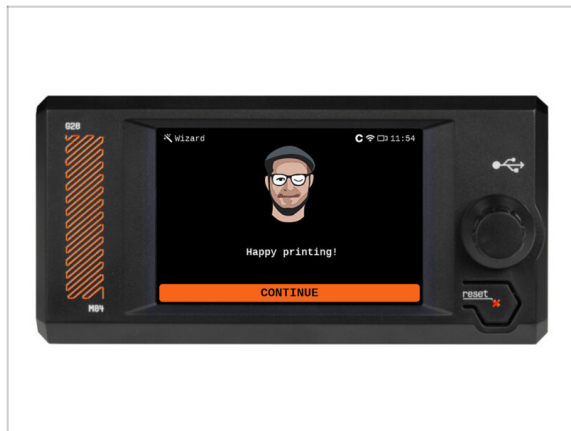 G28
Wizard
C 11:54
Happy printing!
CONTINUE
reset
M84